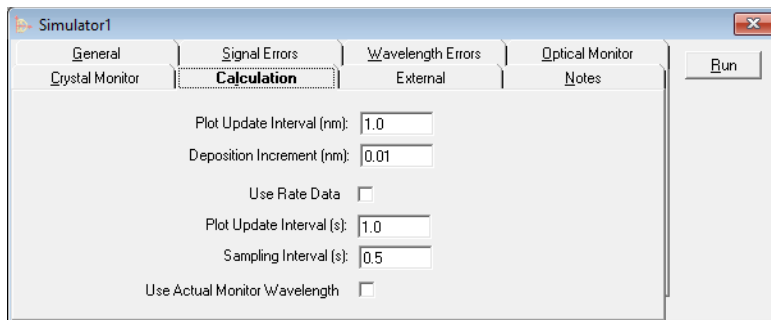 Simulator1
General Signal Errors Wavelength Errors Optical Monitor
Run
Crystal Monitor Calculation External Notes
Plot Update Interval (nm): 1.0
Deposition Increment (nm): 0.01
Use Rate Data
Plot Update Interval (s): 1.0
Sampling Interval (s): 0.5
Use Actual Monitor Wavelength